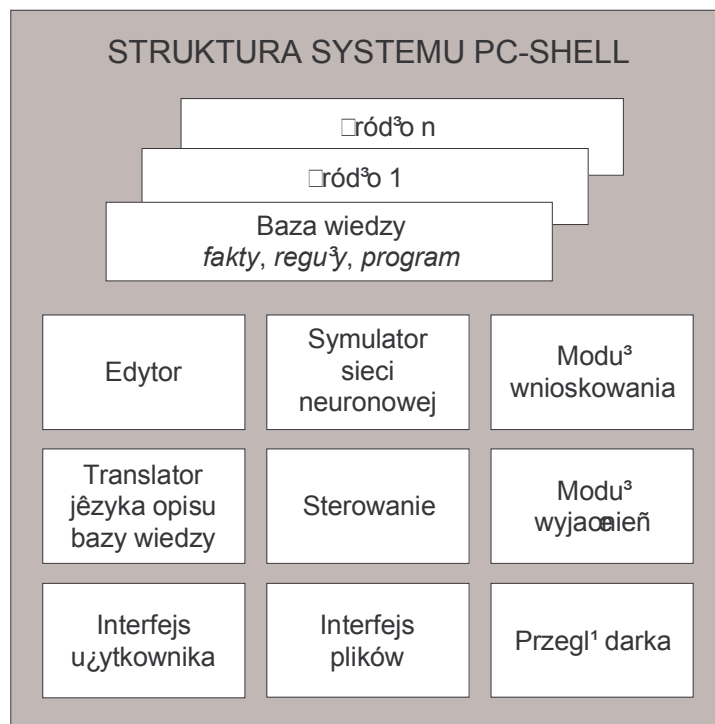 STRUKTURA SYSTEMU PC-SHELL
□ród³o n
□ród³o 1
Baza wiedzy
fakty, regu³y, program
Edytor
Symulator
sieci
neuronowej
Modu³
wnioskowania
Translator
jêzyka opisu
bazy wiedzy
Sterowanie
Modu³
wyjaœnieñ
Interfejs
u¿ytkownika
Interfejs
plików
Przegl¹ darka